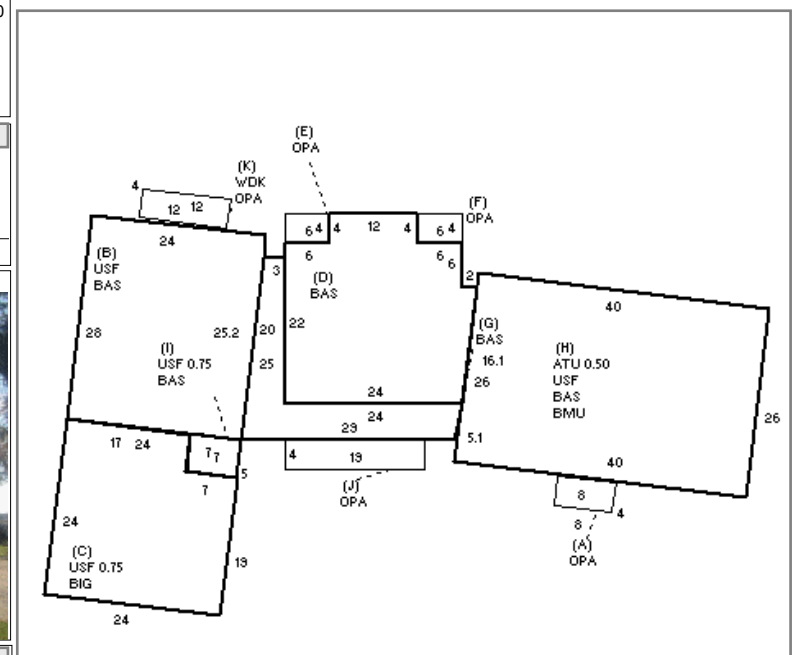 (E)
OPA
4
(K)
WDK
OPA
12 12
(F)
OPA
6 4 4 12 4 6 4
24
6 6
6
(B)
USF
BAS
3
(D)
BAS
2
40
28
25.2
20
22
(G)
BAS
16.1
(I)
USF 0.75
BAS
25
26
(H)
ATU 0.50
USF
BAS
BMU
24
24
29
26
17 24
7 7
4
19
5.1
40
5
7
(J)
OPA
8
4
8
24
19
(A)
OPA
(C)
USF 0.75
BIG
24